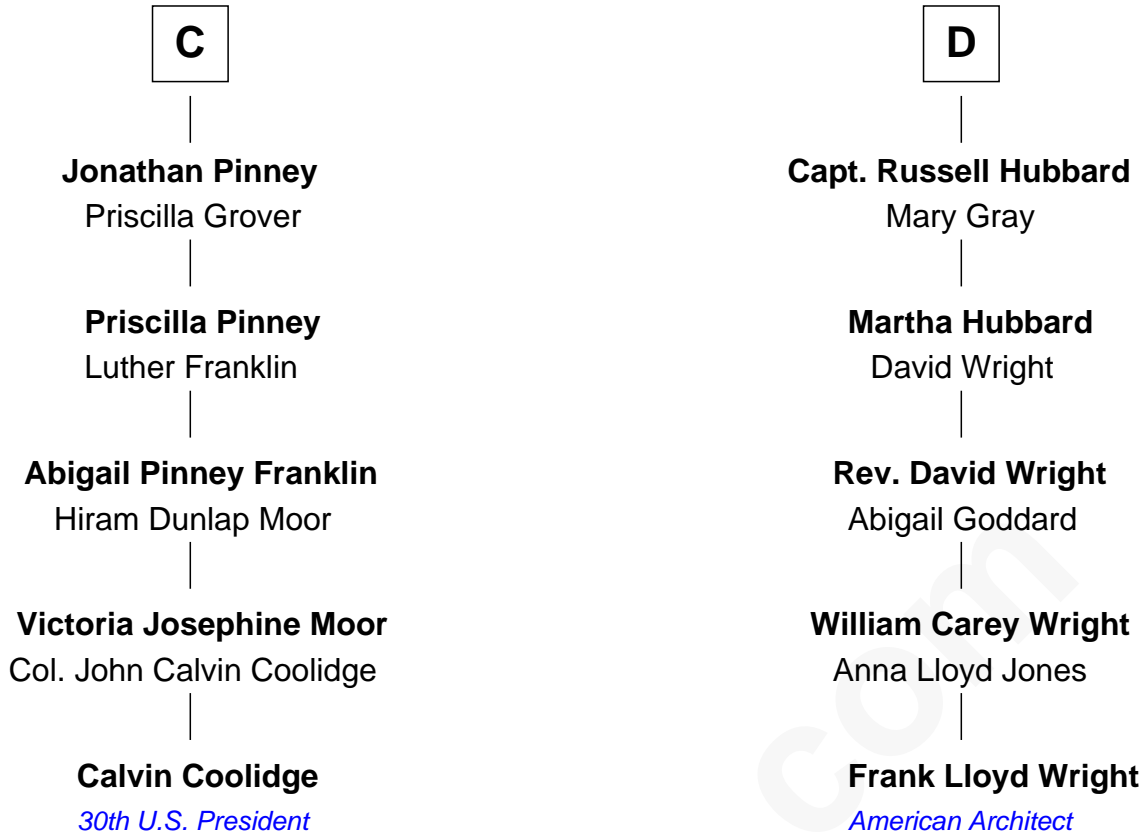 C
Jonathan Pinney
Priscilla Grover
Priscilla Pinney
Luther Franklin
Abigail Pinney Franklin
Hiram Dunlap Moor
Victoria Josephine Moor
Col. John Calvin Coolidge
Calvin Coolidge
30th U.S. President
D
Capt. Russell Hubbard
Mary Gray
Martha Hubbard
David Wright
Rev. David Wright
Abigail Goddard
William Carey Wright
Anna Lloyd Jones
Frank Lloyd Wright
American Architect
com